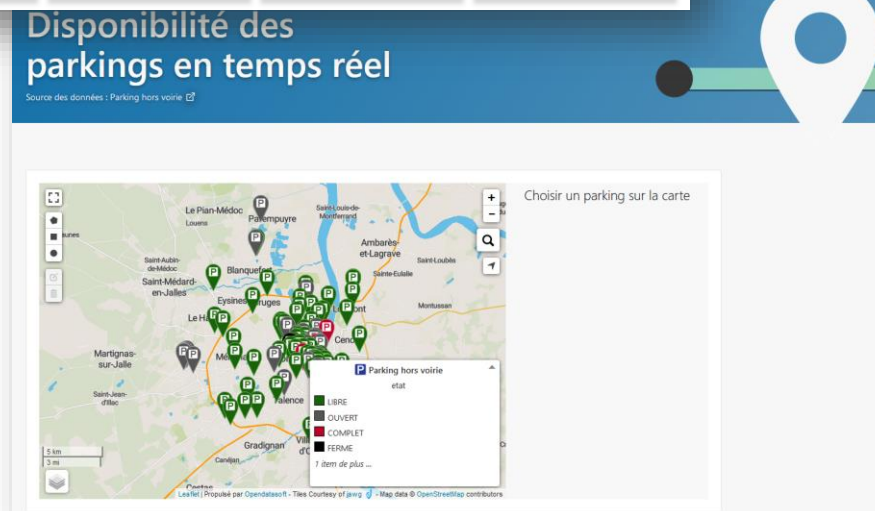 Disponibilité des
parkings en temps réel
Source des données : Parking hors voirie
Choisir un parking sur la carte
+
-
Le Pian-Médoc
Louens
Parempuyre
Saint-Louis-de-
Montferrand
Ambarès-
et-Lagrave
Saint-Loubès
Sainte-Eulalie
Saint-Aubin-
de-Médoc
Blanquefort
Saint-Médard-
en-Jalles
Eysines
Bruges
Montussan
Martignas-
sur-Jalle
Saint-Jean-
d'Illac
Talence
Gradignan
Canéjan
Cestas
5 km
3 mi
Parking hors voirie
etat
LIBRE
OUVERT
COMPLET
FERME
1 item de plus ...
Leaflet | Propulsé par Opendatasoft - Tiles Courtesy of jawg - Map data © OpenStreetMap contributors